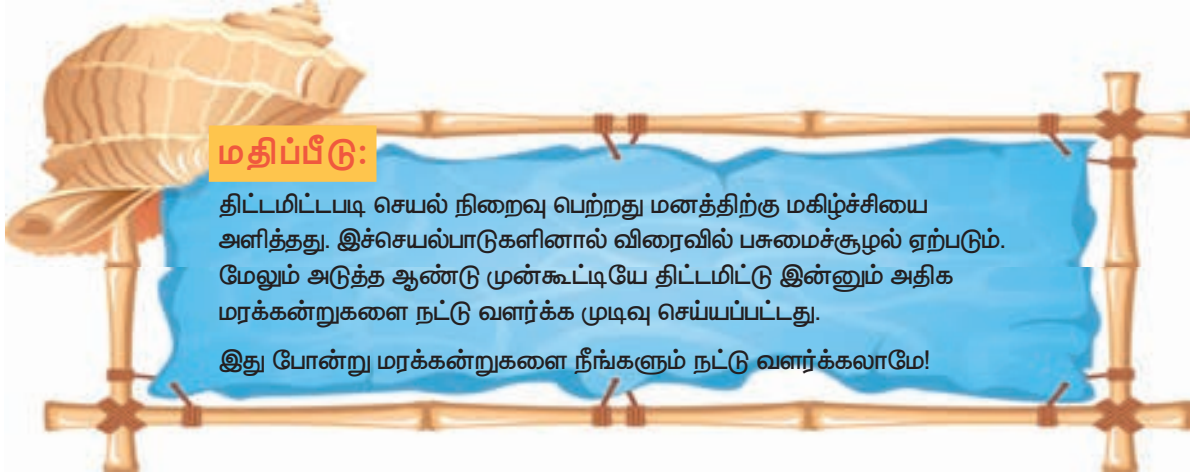 மதிப்பீடு:
திட்டமிட்டபடி செயல் நிறைவு பெற்றது மனத்திற்கு மகிழ்ச்சியை
அளித்தது. இச்செயல்பாடுகளினால் விரைவில் பசுமைச்சூழல் ஏற்படும்.
மேலும் அடுத்த ஆண்டு முன்கூட்டியே திட்டமிட்டு இன்னும் அதிக
மரக்கன்றுகளை நட்டு வளர்க்க முடிவு செய்யப்பட்டது.
இது போன்று மரக்கன்றுகளை நீங்களும் நட்டு வளர்க்கலாமே!